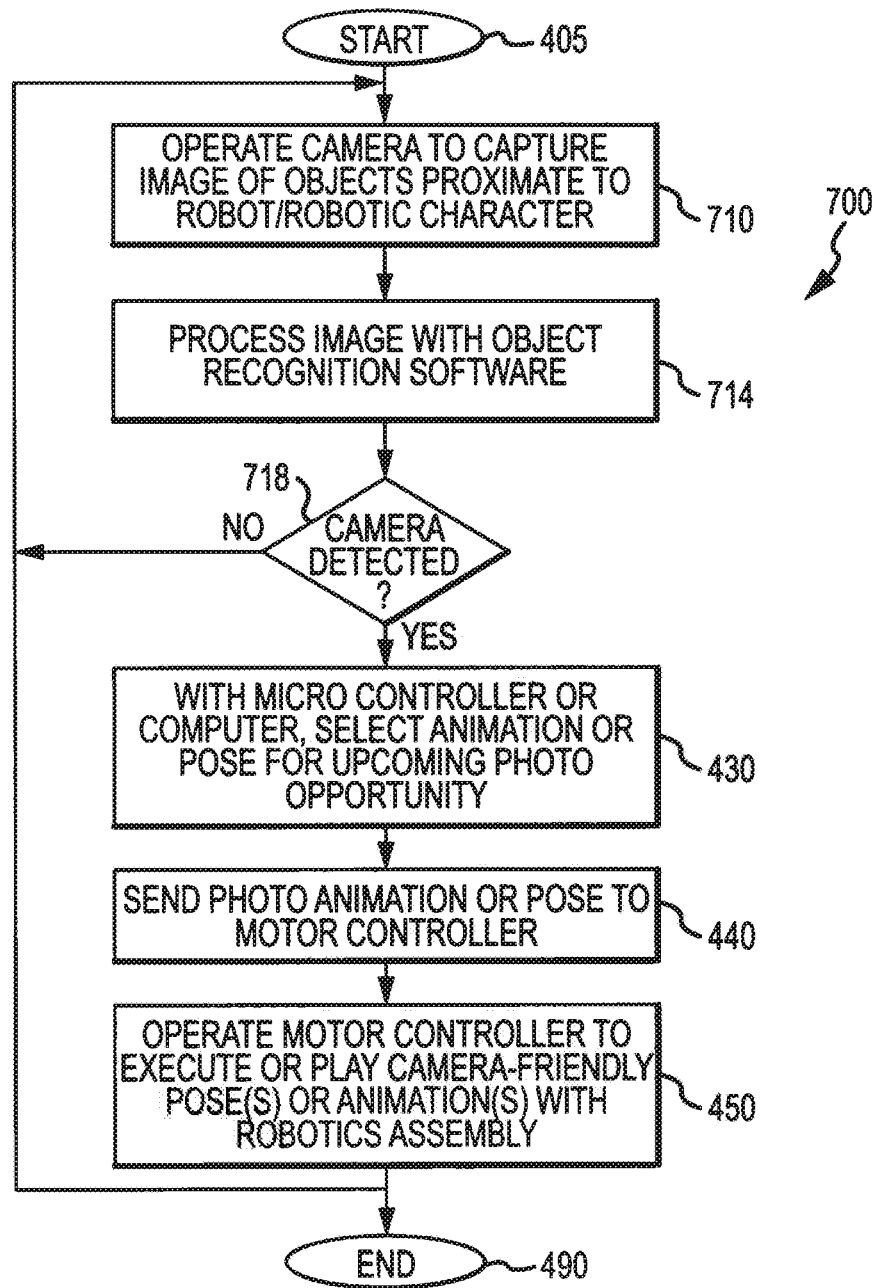 START
405
OPERATE CAMERA TO CAPTURE
IMAGE OF OBJECTS PROXIMATE TO
ROBOT/ROBOTIC CHARACTER
710
700
PROCESS IMAGE WITH OBJECT
RECOGNITION SOFTWARE
714
718
NO
CAMERA
DETECTED
?
YES
WITH MICRO CONTROLLER OR
COMPUTER, SELECT ANIMATION OR
POSE FOR UPCOMING PHOTO
OPPORTUNITY
430
SEND PHOTO ANIMATION OR POSE TO
MOTOR CONTROLLER
440
OPERATE MOTOR CONTROLLER TO
EXECUTE OR PLAY CAMERA-FRIENDLY
POSE(S) OR ANIMATION(S) WITH
ROBOTICS ASSEMBLY
450
END
490